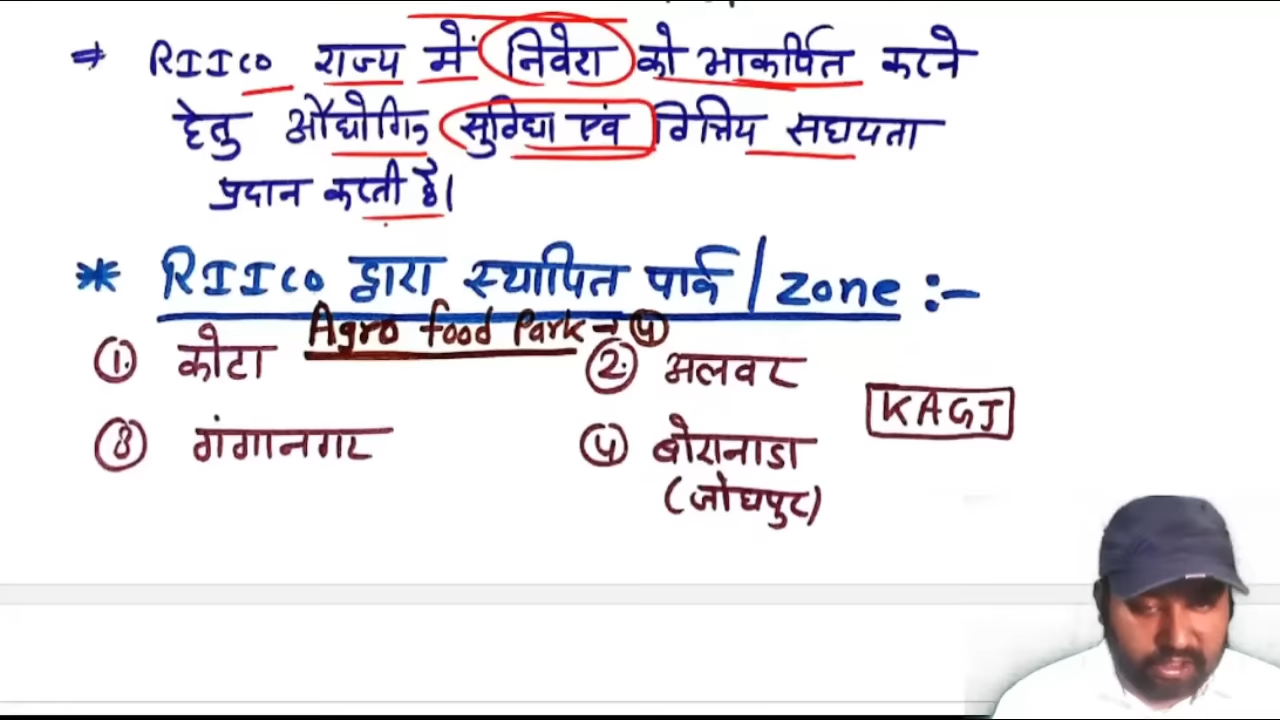 ⇒ RIICO राज्य में निवेश को आकर्षित करने
हेतु औद्योगिक सुविधा एवं वित्तिय सहायता
प्रदान करती है।
* RIICO द्वारा स्थापित पार्क / Zone :-
Agro food Park → ④
① कोटा ② अलवर
③ गंगानगर ④ बोरानाडा
(जोधपुर)
KAGJ